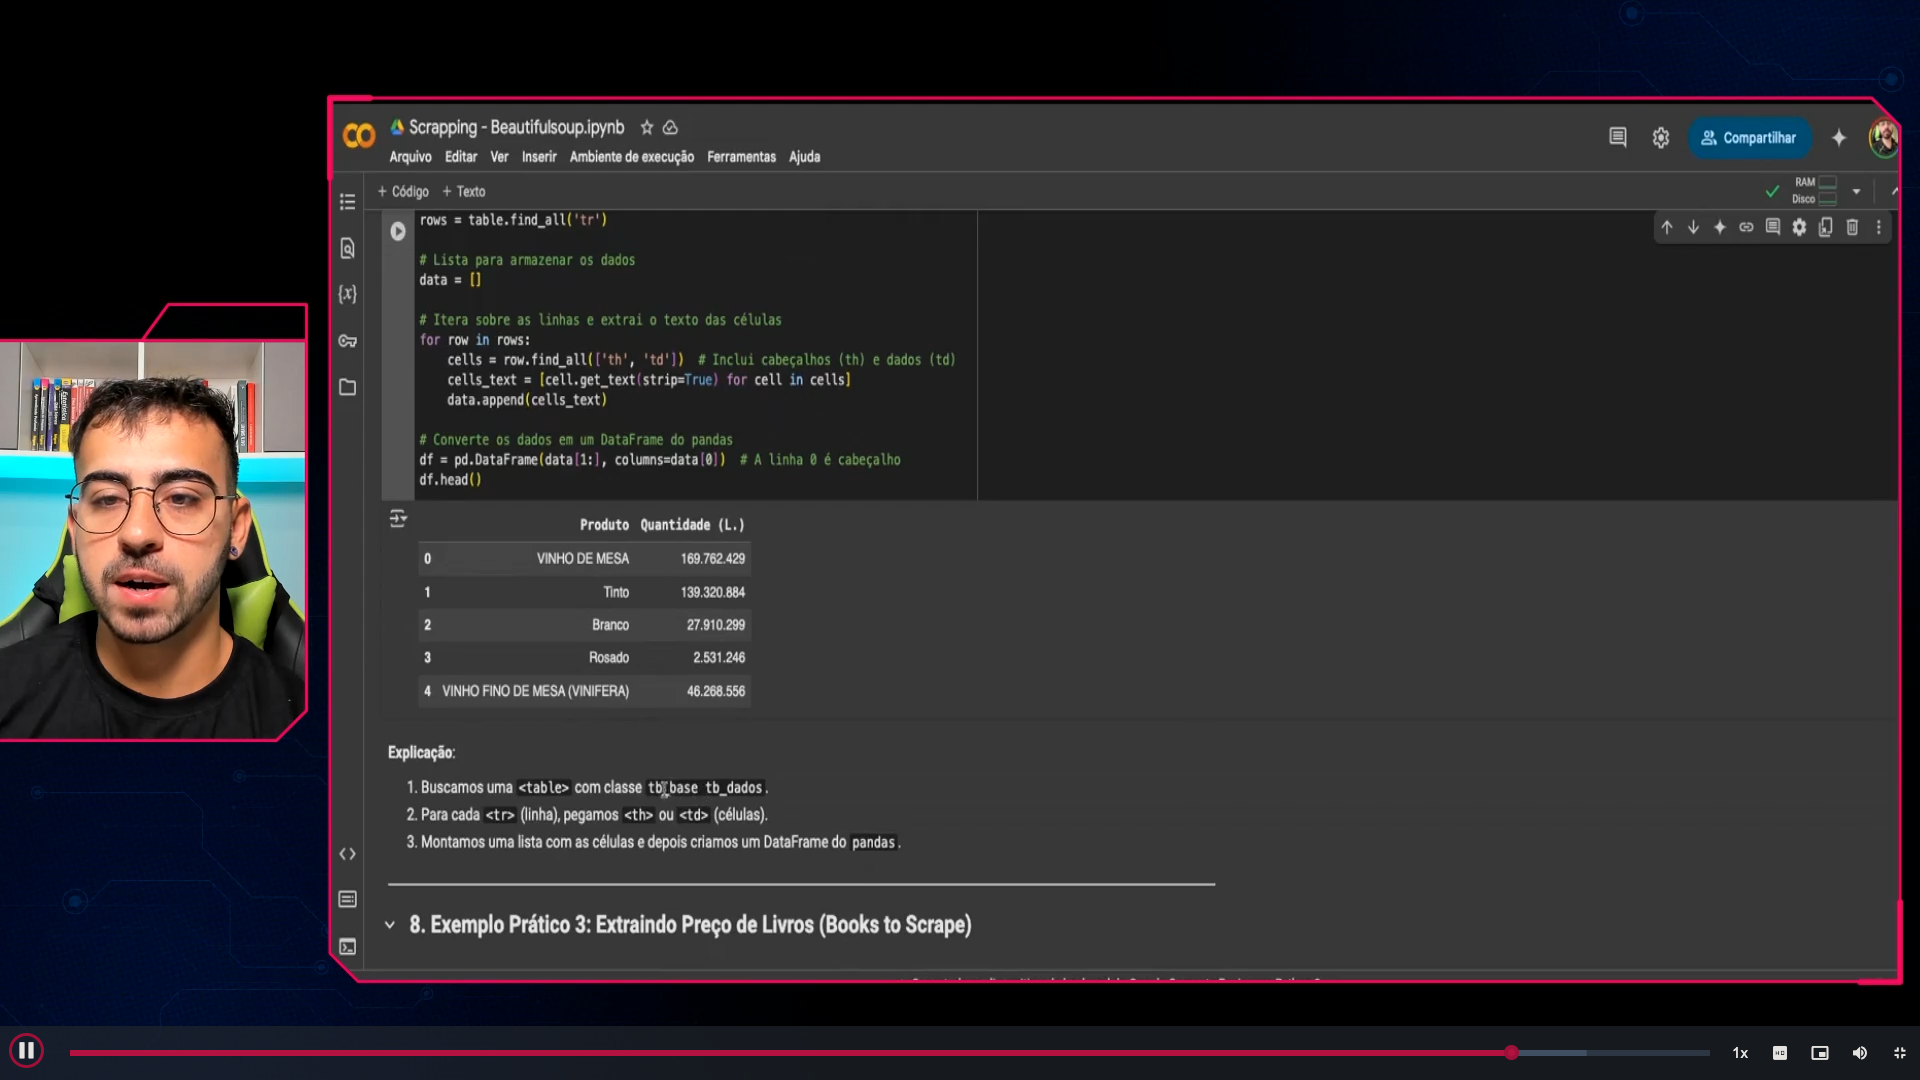 Scrapping - Beautifulsoup.ipynb
Arquivo Editar Ver Inserir Ambiente de execução Ferramentas Ajuda
Compartilhar
+ Código + Texto
RAM
Disco
rows = table.find_all('tr')
# Lista para armazenar os dados
data = []
# Itera sobre as linhas e extrai o texto das células
for row in rows:
cells = row.find_all(['th', 'td']) # Inclui cabeçalhos (th) e dados (td)
cells_text = [cell.get_text(strip=True) for cell in cells]
data.append(cells_text)
# Converte os dados em um DataFrame do pandas
df = pd.DataFrame(data[1:], columns=data[0]) # A linha 0 é cabeçalho
df.head()
Produto Quantidade (L.)
0 VINHO DE MESA 169.762.429
1 Tinto 139.320.884
2 Branco 27.910.299
3 Rosado 2.531.246
4 VINHO FINO DE MESA (VINIFERA) 46.268.556
Explicação:
1. Buscamos uma <table> com classe tb_base tb_dados.
2. Para cada <tr> (linha), pegamos <th> ou <td> (células).
3. Montamos uma lista com as células e depois criamos um DataFrame do pandas.
8. Exemplo Prático 3: Extraindo Preço de Livros (Books to Scrape)
Estatística
1x
HD